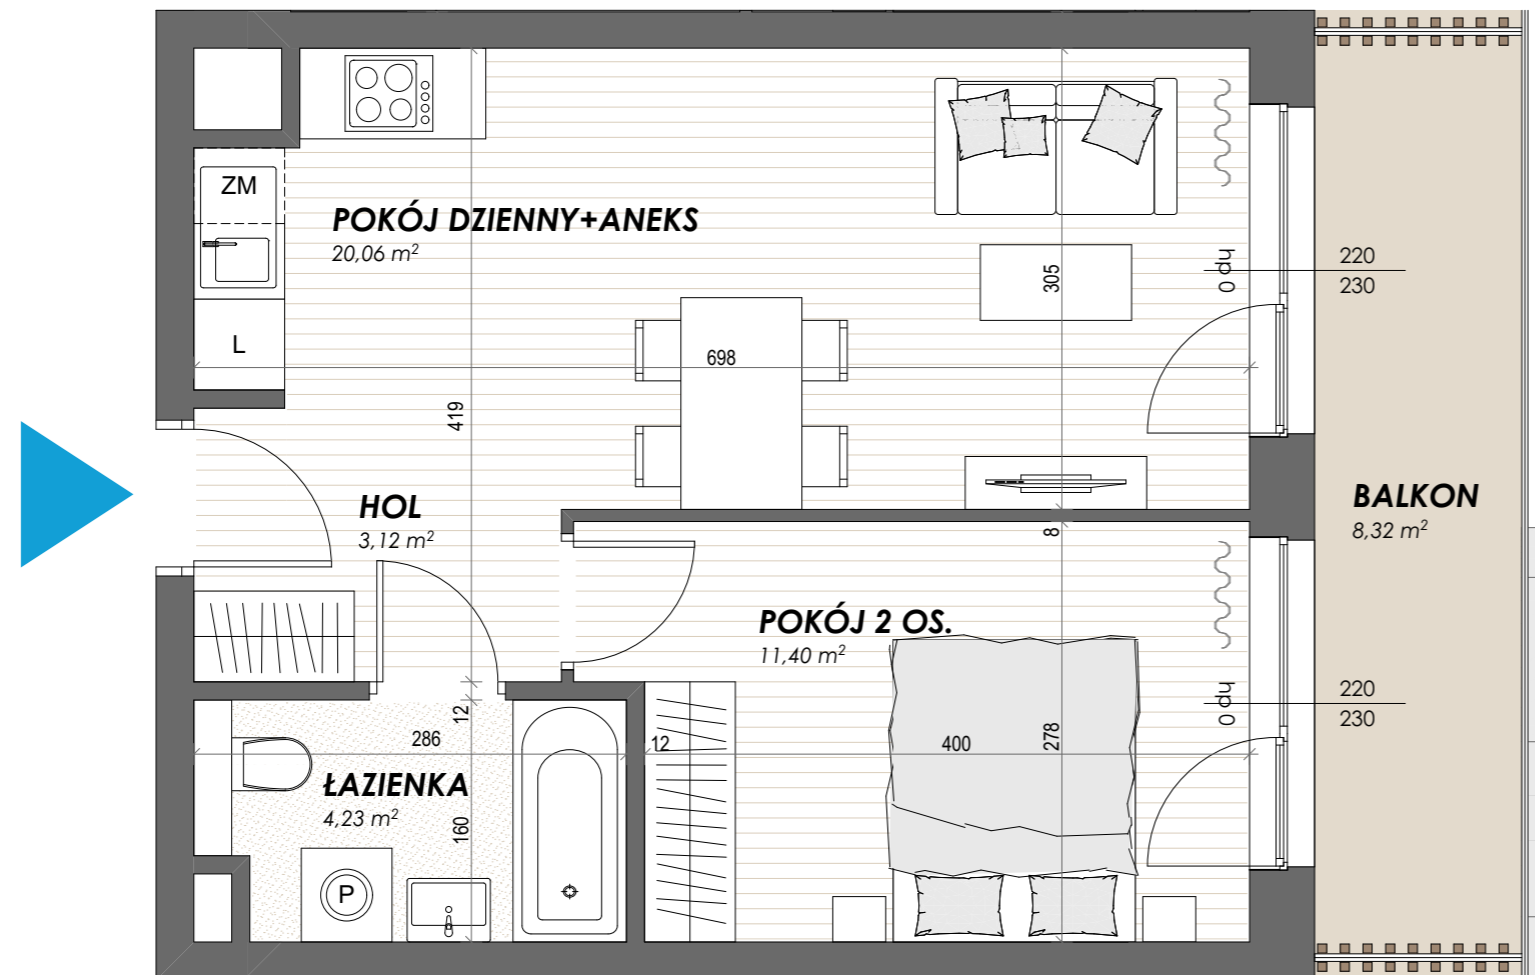 ZM
POKÓJ DZIENNY+ANEKS
20,06 m²
L
698
305
hp 0
220
230
419
HOL
3,12 m²
8
BALKON
8,32 m²
POKÓJ 2 OS.
11,40 m²
hp 0
220
230
12
286
12
400
278
ŁAZIENKA
4,23 m²
160
P